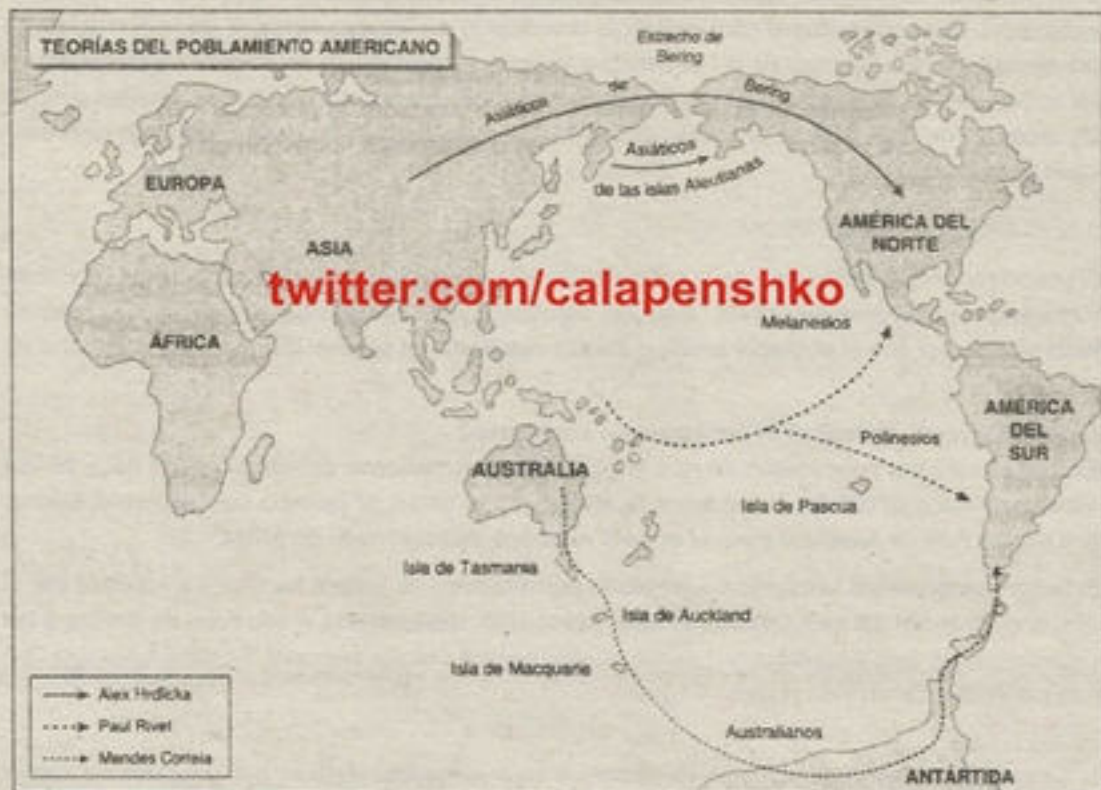 TEORÍAS DEL POBLAMIENTO AMERICANO
Estrecho de
Bering
Asiáticos de Bering
Asiáticos
de las islas Aleutianas
EUROPA
ASIA
AMÉRICA DEL
NORTE
twitter.com/calapenshko
Melanesios
ÁFRICA
AMÉRICA
DEL
SUR
Polinesios
AUSTRALIA
Isla de Pascua
Isla de Tasmania
Isla de Auckland
Isla de Macquarie
Alex Hrdlicka
Paul Rivet
Mendes Correia
Australianos
ANTÁRTIDA